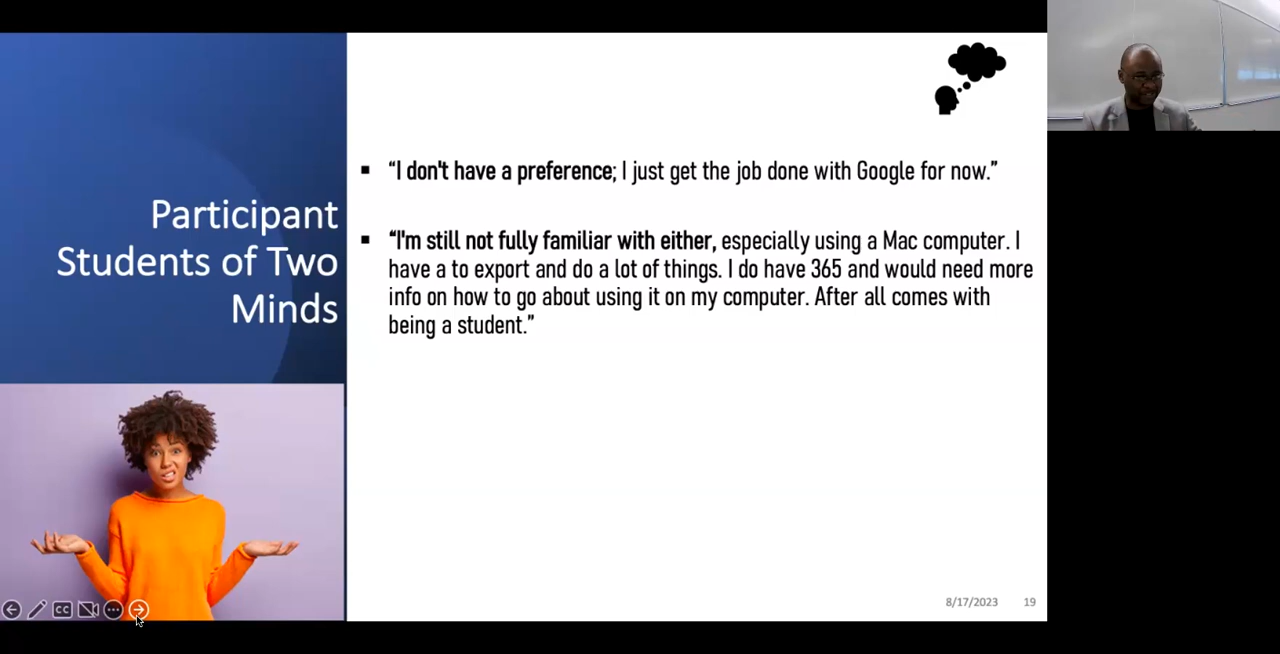 Participant
Students of Two
Minds
▪ “I don't have a preference; I just get the job done with Google for now.”
▪ “I'm still not fully familiar with either, especially using a Mac computer. I
have a to export and do a lot of things. I do have 365 and would need more
info on how to go about using it on my computer. After all comes with
being a student.”
CC
8/17/2023 19